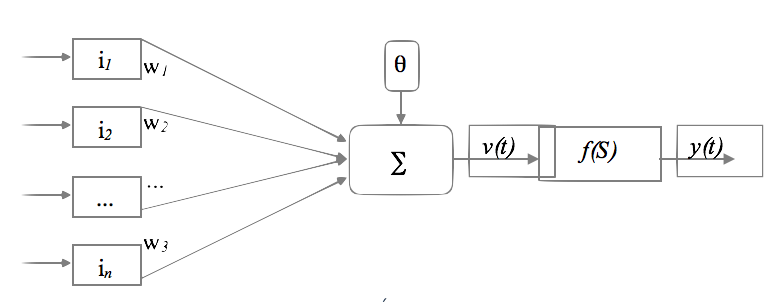 i1
w1
θ
i2
w2
Σ
v(t)
f(S)
y(t)
...
...
w3
in